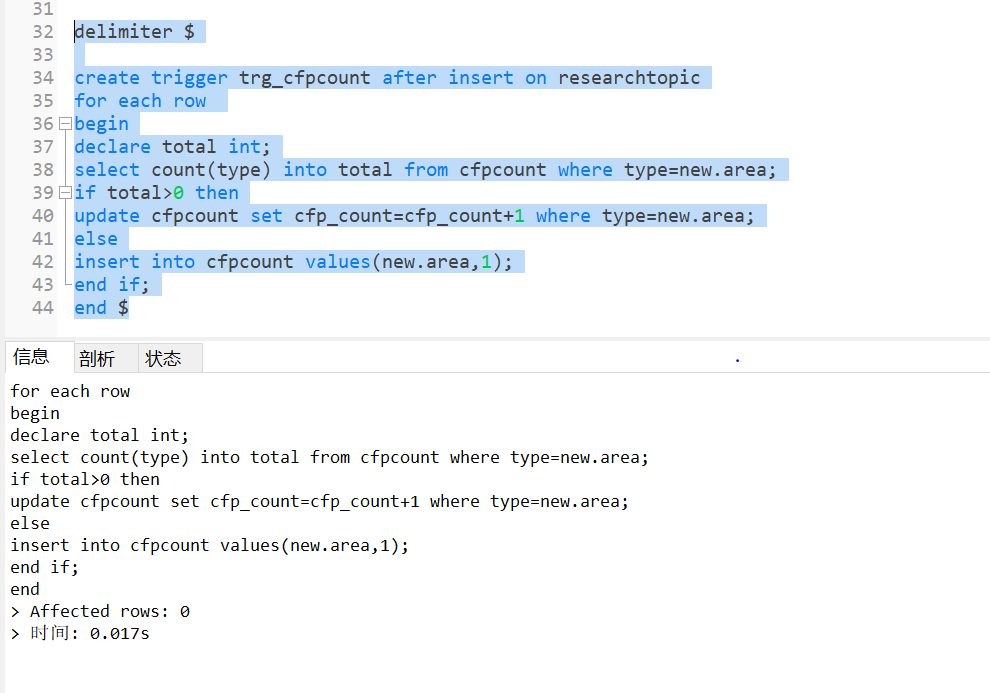 31
32 delimiter $
33
34 create trigger trg_cfpcount after insert on researchtopic
35 for each row
36 begin
37 declare total int;
38 select count(type) into total from cfpcount where type=new.area;
39 if total>0 then
40 update cfpcount set cfp_count=cfp_count+1 where type=new.area;
41 else
42 insert into cfpcount values(new.area,1);
43 end if;
44 end $
信息 剖析 状态
for each row
begin
declare total int;
select count(type) into total from cfpcount where type=new.area;
if total>0 then
update cfpcount set cfp_count=cfp_count+1 where type=new.area;
else
insert into cfpcount values(new.area,1);
end if;
end
> Affected rows: 0
> 时间: 0.017s